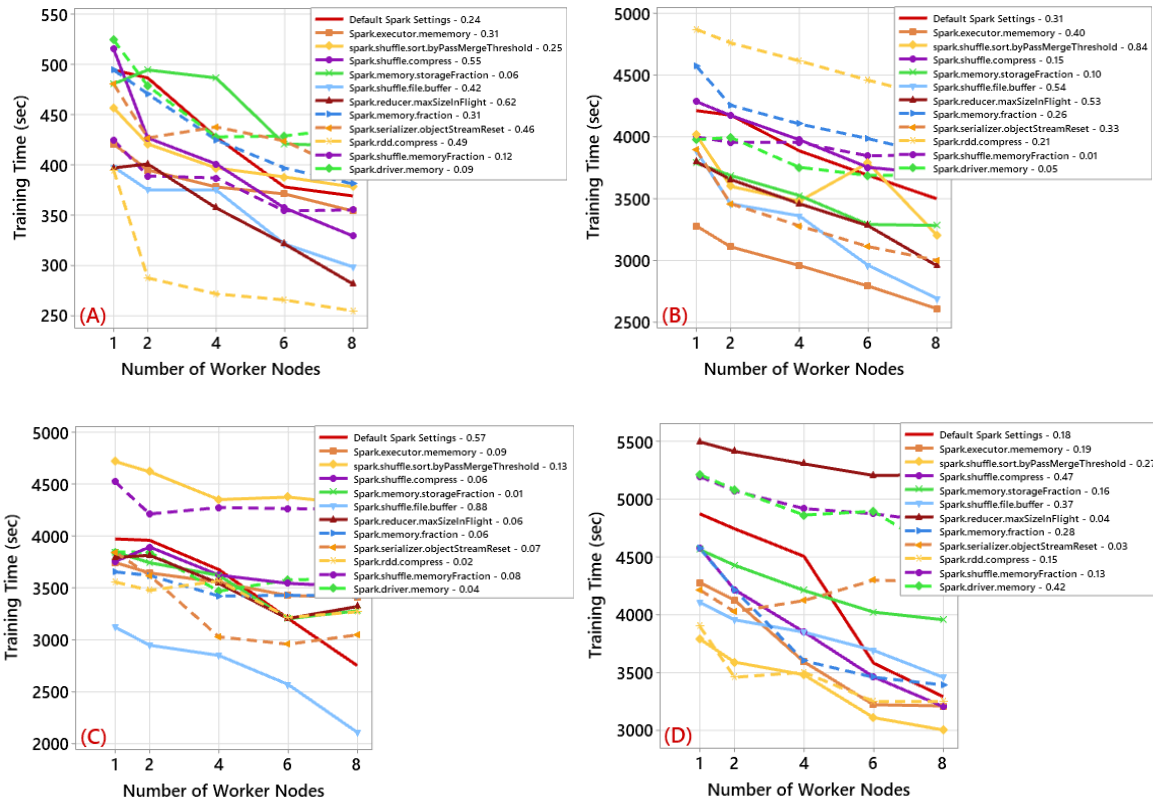 550
500
450
400
350
300
250
Training Time (sec)
Default Spark Settings - 0.24
Spark.executor.mememory - 0.31
spark.shuffle.sort.byPassMergeThreshold - 0.25
Spark.shuffle.compress - 0.55
Spark.memory.storageFraction - 0.06
Spark.shuffle.file.buffer - 0.42
Spark.reducer.maxSizeInFlight - 0.62
Spark.memory.fraction - 0.31
Spark.serializer.objectStreamReset - 0.46
Spark.rdd.compress - 0.49
Spark.shuffle.memoryFraction - 0.12
Spark.driver.memory - 0.09
(A)
1 2 4 6 8
Number of Worker Nodes
5000
4500
4000
3500
3000
2500
Training Time (sec)
Default Spark Settings - 0.31
Spark.executor.mememory - 0.40
spark.shuffle.sort.byPassMergeThreshold - 0.84
Spark.shuffle.compress - 0.15
Spark.memory.storageFraction - 0.10
Spark.shuffle.file.buffer - 0.54
Spark.reducer.maxSizeInFlight - 0.53
Spark.memory.fraction - 0.26
Spark.serializer.objectStreamReset - 0.33
Spark.rdd.compress - 0.21
Spark.shuffle.memoryFraction - 0.01
Spark.driver.memory - 0.05
(B)
1 2 4 6 8
Number of Worker Nodes
5000
4500
4000
3500
3000
2500
2000
Training Time (sec)
Default Spark Settings - 0.57
Spark.executor.mememory - 0.09
spark.shuffle.sort.byPassMergeThreshold - 0.13
Spark.shuffle.compress - 0.06
Spark.memory.storageFraction - 0.01
Spark.shuffle.file.buffer - 0.88
Spark.reducer.maxSizeInFlight - 0.06
Spark.memory.fraction - 0.06
Spark.serializer.objectStreamReset - 0.07
Spark.rdd.compress - 0.02
Spark.shuffle.memoryFraction - 0.08
Spark.driver.memory - 0.04
(C)
1 2 4 6 8
Number of Worker Nodes
5500
5000
4500
4000
3500
3000
Training Time (sec)
Default Spark Settings - 0.18
Spark.executor.mememory - 0.19
spark.shuffle.sort.byPassMergeThreshold - 0.27
Spark.shuffle.compress - 0.47
Spark.memory.storageFraction - 0.16
Spark.shuffle.file.buffer - 0.37
Spark.reducer.maxSizeInFlight - 0.04
Spark.memory.fraction - 0.28
Spark.serializer.objectStreamReset - 0.03
Spark.rdd.compress - 0.15
Spark.shuffle.memoryFraction - 0.13
Spark.driver.memory - 0.42
(D)
1 2 4 6 8
Number of Worker Nodes